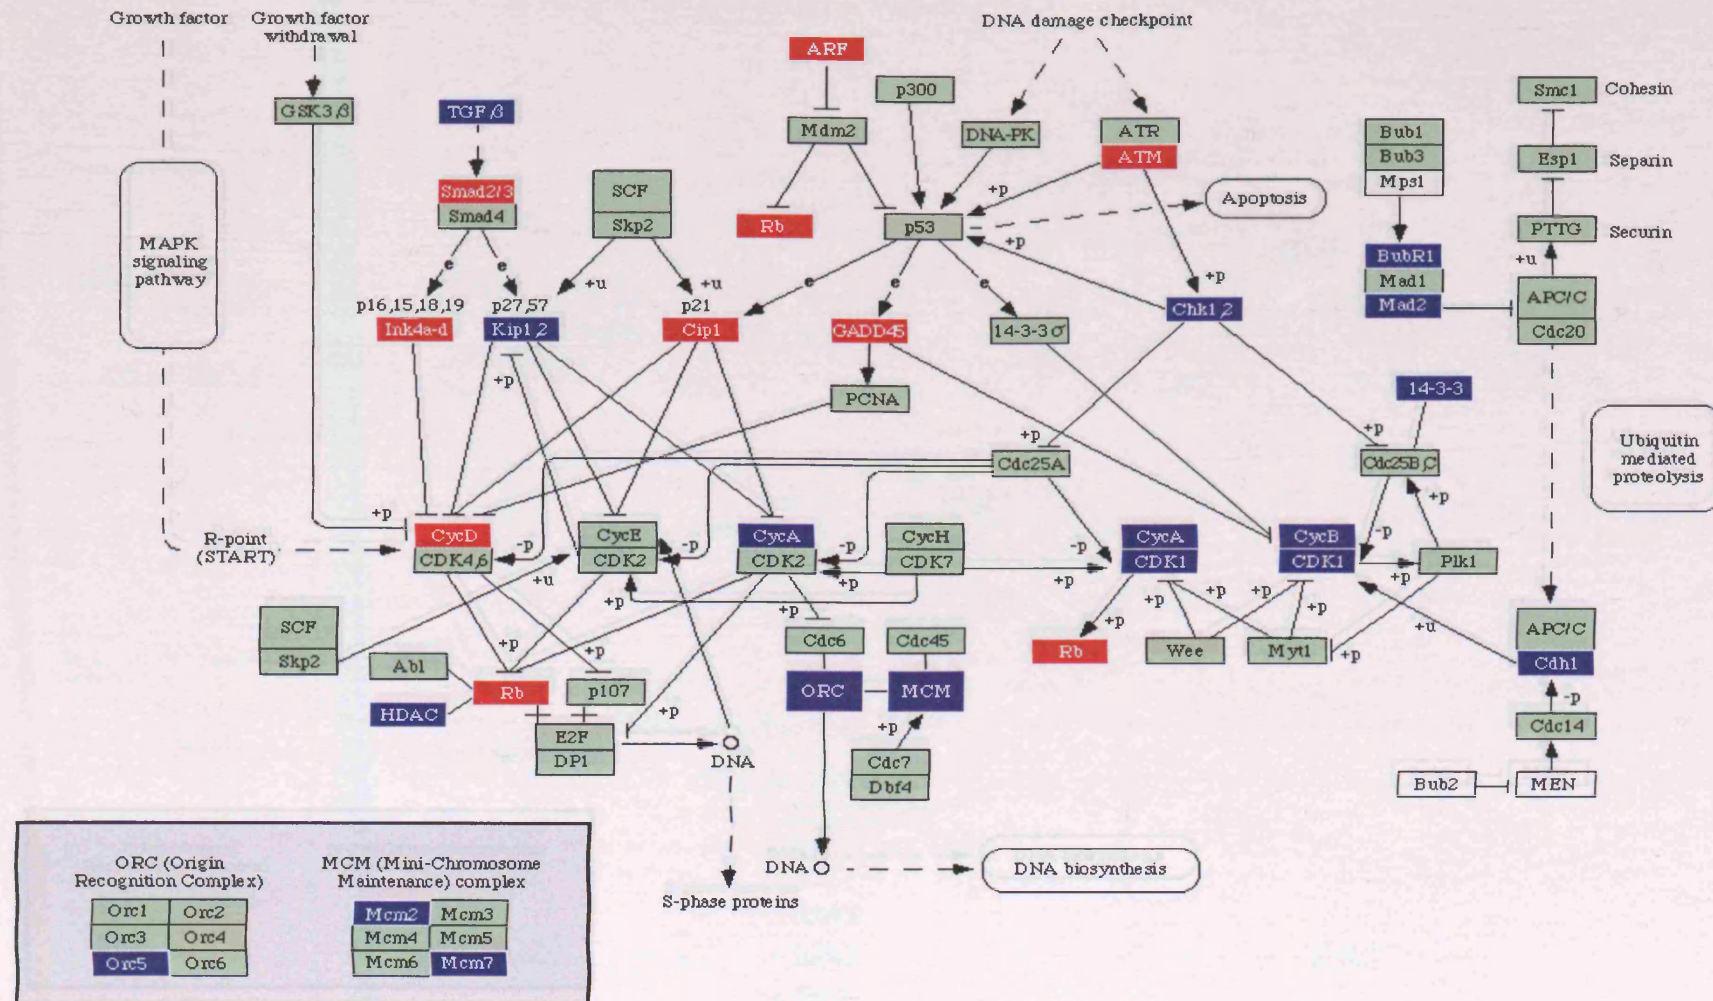 Growth factor
Growth factor
withdrawal
DNA damage checkpoint
ARF
p300
GSK3β
TGFβ
Mdm2
DNA-PK
ATR
ATM
Bub1
Bub3
Mps1
Smc1
Cohesin
Esp1
Separin
Smad2/3
Smad4
SCF
Skp2
+p
Apoptosis
Rb
p53
+p
PTTG
Securin
MAPK
signaling
pathway
BubR1
Mad1
Mad2
+u
e
e
+u
+u
e
e
e
+p
p16,15,18,19
Ink4a-d
p27,57
Kip1,2
p21
Cip1
GADD45
14-3-3σ
Chk1,2
APC/C
Cdc20
+p
PCNA
14-3-3
+p
+p
Cdc25A
Cdc25B,C
Ubiquitin
mediated
proteolysis
+p
+p
R-point
(START)
CycD
CDK4,6
-p
CycE
CDK2
-p
CycA
CDK2
-p
CycH
CDK7
-p
CycA
CDK1
CycB
CDK1
-p
Plk1
+u
+p
+p
+p
+p
+p
+p
+p
+p
+p
SCF
Skp2
+p
+p
Cdc6
Cdc45
Rb
Wee
Myt1
+p
+u
APC/C
Cdh1
Abl
HDAC
Rb
p107
ORC
MCM
-p
+p
+p
E2F
DP1
DNA
Cdc7
Dbf4
Cdc14
Bub2
MEN
ORC (Origin
Recognition Complex)
MCM (Mini-Chromosome
Maintenance) complex
DNA
DNA biosynthesis
S-phase proteins
Orc1
Orc2
Mcm2
Mcm3
Orc3
Orc4
Mcm4
Mcm5
Orc5
Orc6
Mcm6
Mcm7